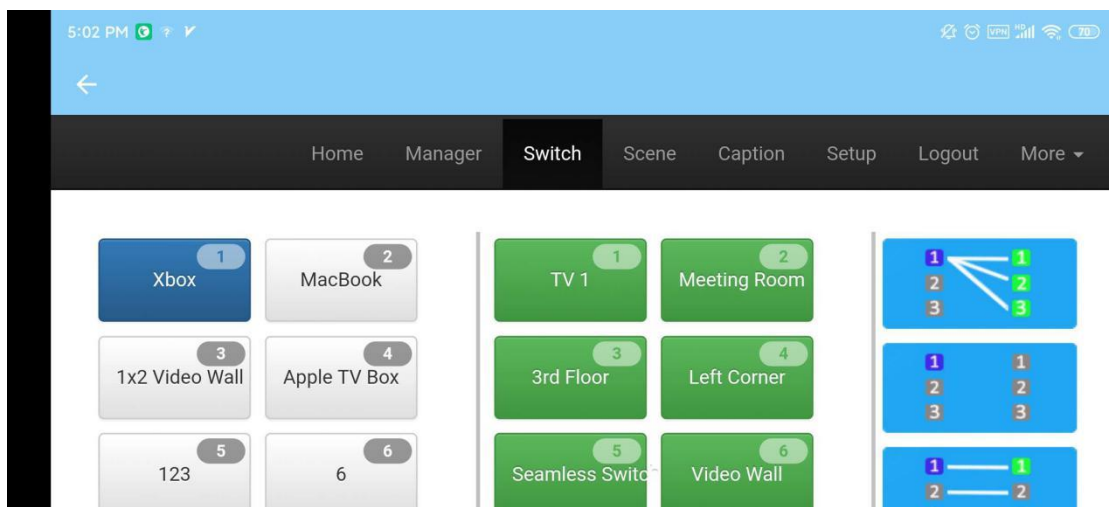 5:02 PM
VPN HD 70
Home Manager Switch Scene Caption Setup Logout More
1
Xbox
2
MacBook
3
1x2 Video Wall
4
Apple TV Box
5
123
6
6
1
TV 1
2
Meeting Room
3
3rd Floor
4
Left Corner
5
Seamless Switc
6
Video Wall
1 1
2 2
3 3
1 1
2 2
3 3
1 1
2 2